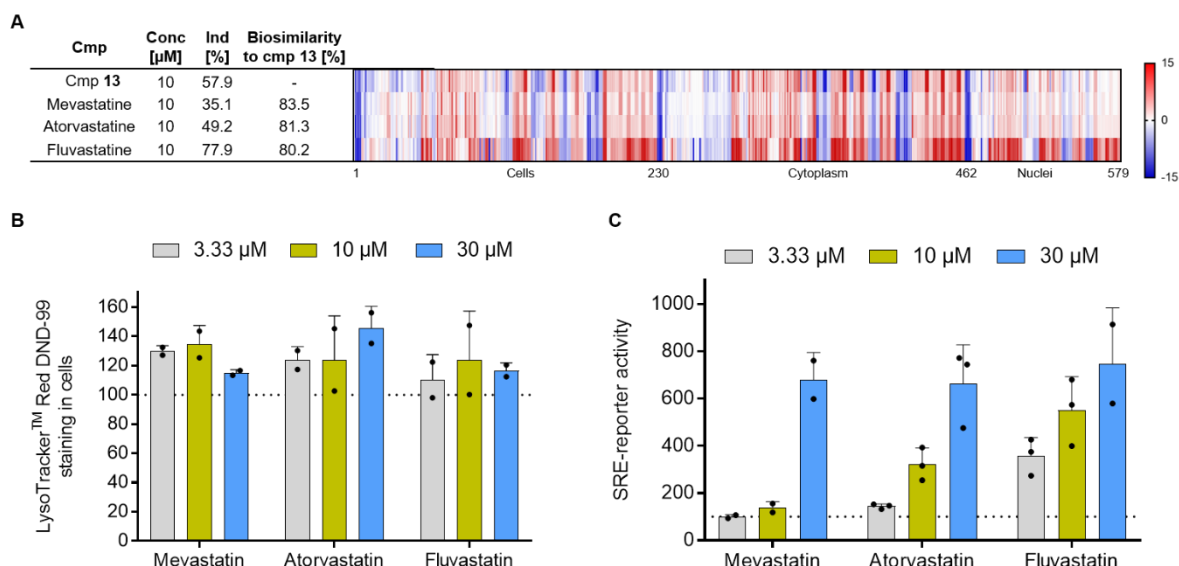 A
Cmp Conc [µM] Ind [%] Biosimilarity to cmp 13 [%]
Cmp 13 10 57.9 -
Mevastatine 10 35.1 83.5
Atorvastatine 10 49.2 81.3
Fluvastatine 10 77.9 80.2
1 Cells 230 Cytoplasm 462 Nuclei 579
15
0
-15
B
3.33 µM 10 µM 30 µM
LysoTracker™ Red DND-99
staining in cells
160
140
120
100
80
60
40
20
0
Mevastatin Atorvastatin Fluvastatin
C
3.33 µM 10 µM 30 µM
SRE-reporter activity
1000
800
600
400
200
100
0
Mevastatin Atorvastatin Fluvastatin